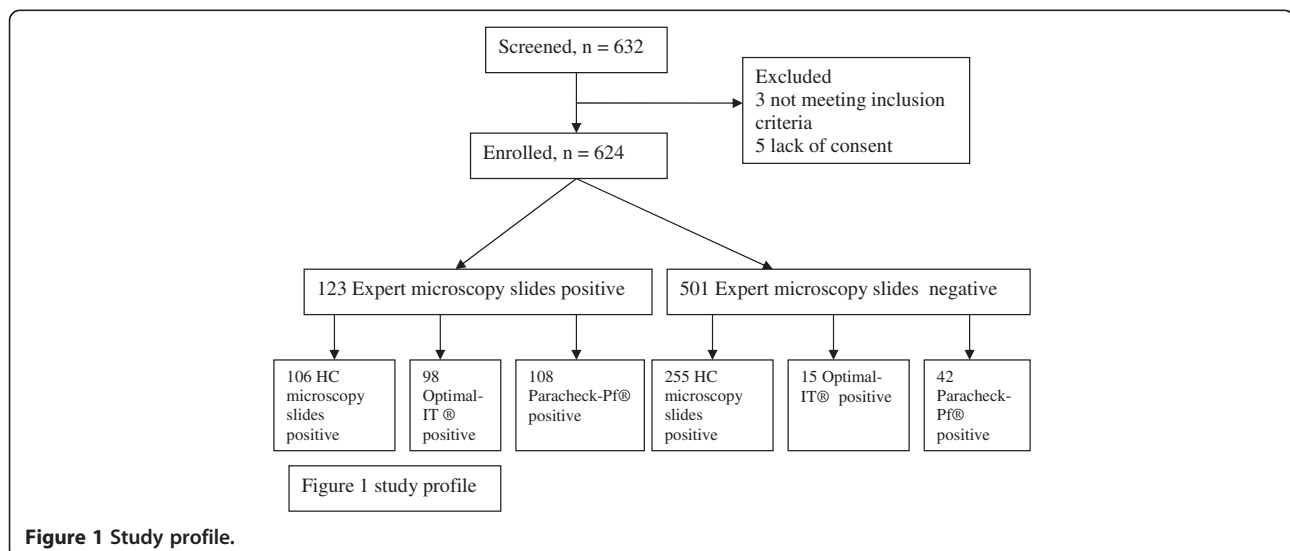 Screened, n = 632
Excluded
3 not meeting inclusion
criteria
5 lack of consent
Enrolled, n = 624
123 Expert microscopy slides positive
501 Expert microscopy slides negative
106 HC
microscopy
slides
positive
98
Optimal-
IT ®
positive
108
Paracheck-Pf®
positive
255 HC
microscopy
slides
positive
15 Optimal-
IT® positive
42
Paracheck-
Pf®
positive
Figure 1 study profile
Figure 1 Study profile.